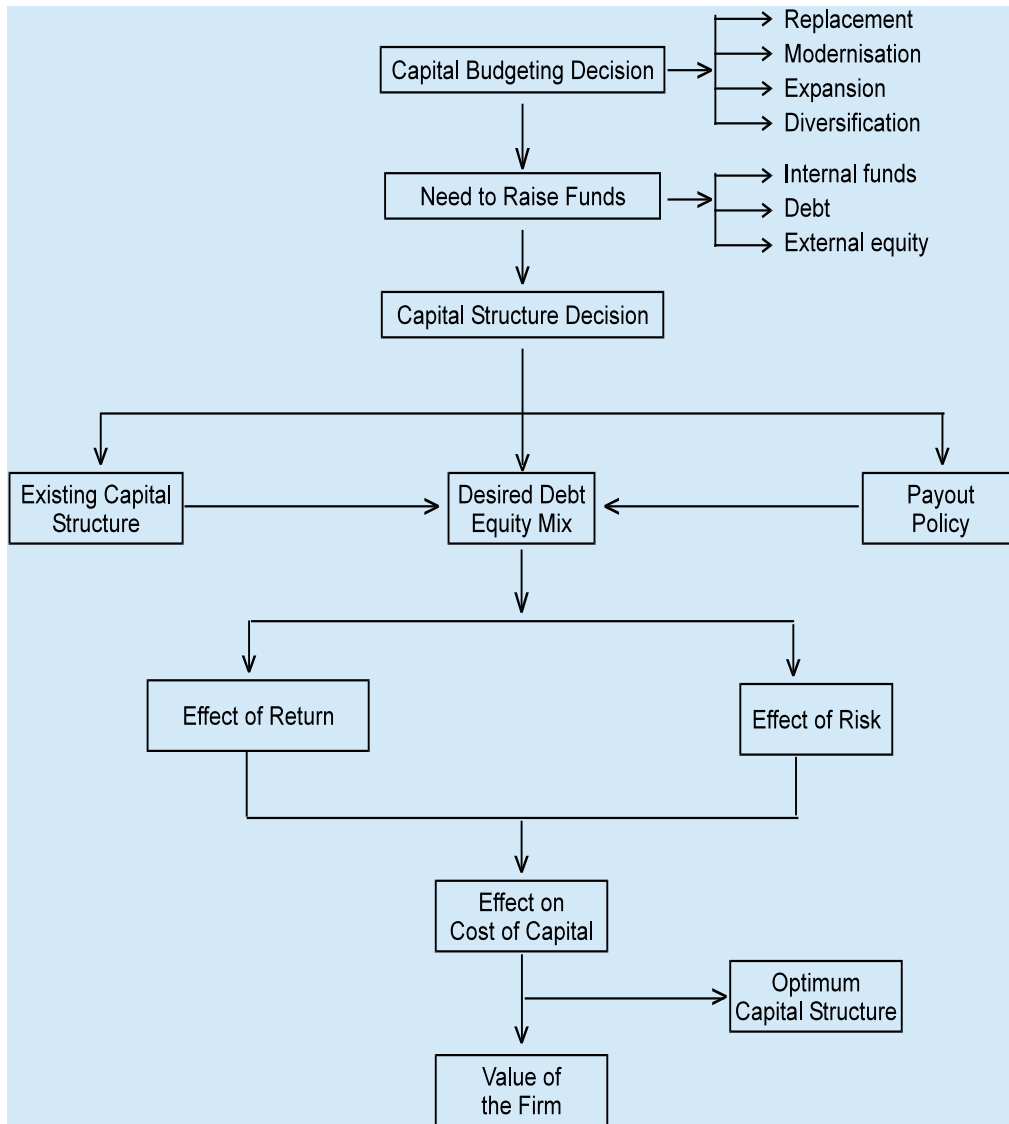 Capital Budgeting Decision
Replacement
Modernisation
Expansion
Diversification
Need to Raise Funds
Internal funds
Debt
External equity
Capital Structure Decision
Existing Capital
Structure
Desired Debt
Equity Mix
Payout
Policy
Effect of Return
Effect of Risk
Effect on
Cost of Capital
Optimum
Capital Structure
Value of
the Firm